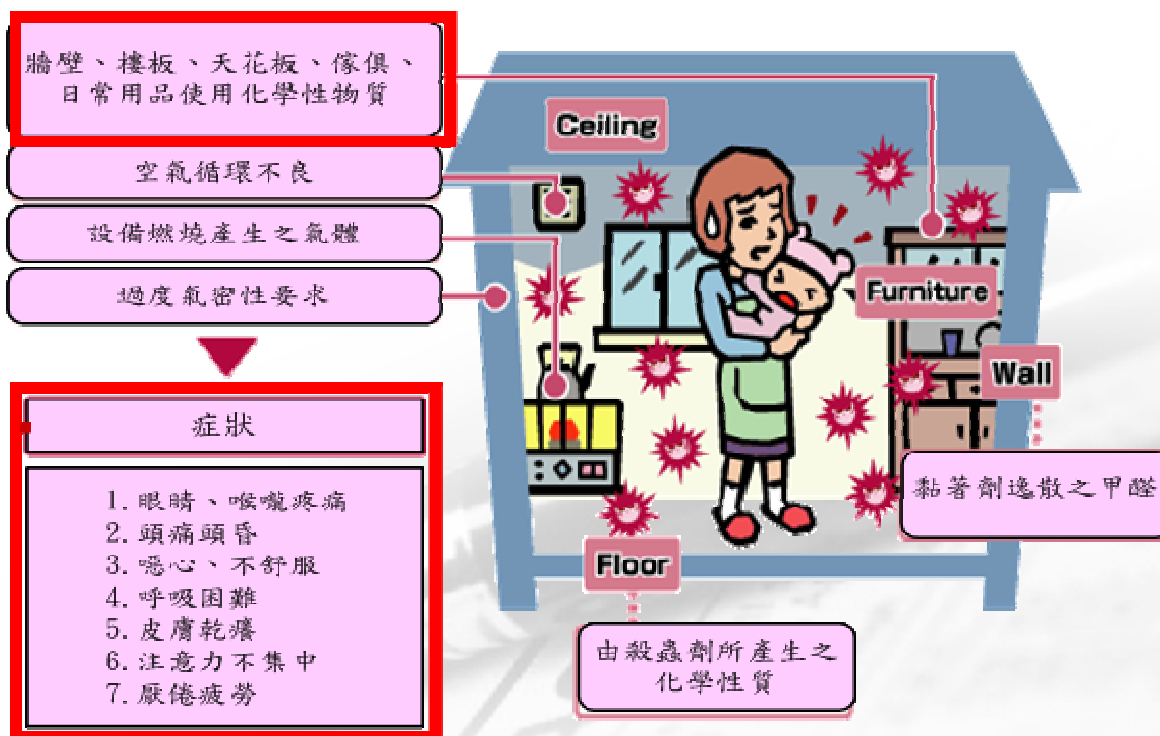 牆壁、樓板、天花板、傢俱、
日常用品使用化學性物質
空氣循環不良
設備燃燒產生之氣體
過度氣密性要求
症狀
1. 眼睛、喉嚨疼痛
2. 頭痛頭昏
3. 噁心、不舒服
4. 呼吸困難
5. 皮膚乾癢
6. 注意力不集中
7. 厭倦疲勞
Ceiling
Furniture
Wall
黏著劑逸散之甲醛
Floor
由殺蟲劑所產生之
化學性質